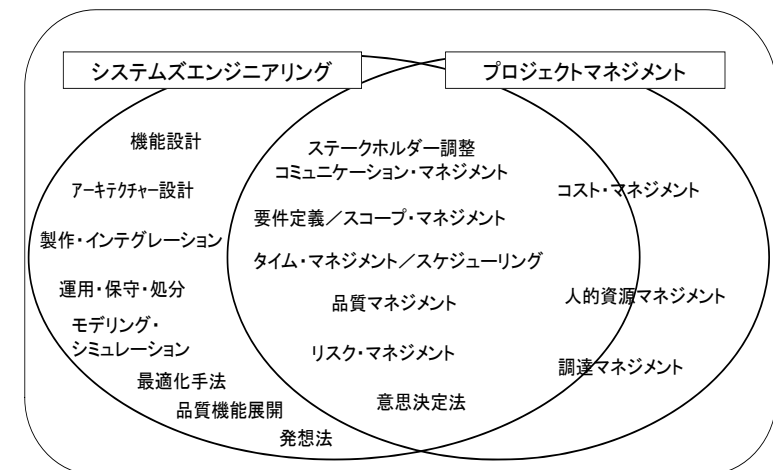 システムズエンジニアリング
プロジェクトマネジメント
機能設計
アーキテクチャー設計
製作・インテグレーション
運用・保守・処分
モデリング・
シミュレーション
最適化手法
品質機能展開
発想法
ステークホルダー調整
コミュニケーション・マネジメント
要件定義／スコープ・マネジメント
タイム・マネジメント／スケジューリング
品質マネジメント
リスク・マネジメント
意思決定法
コスト・マネジメント
人的資源マネジメント
調達マネジメント